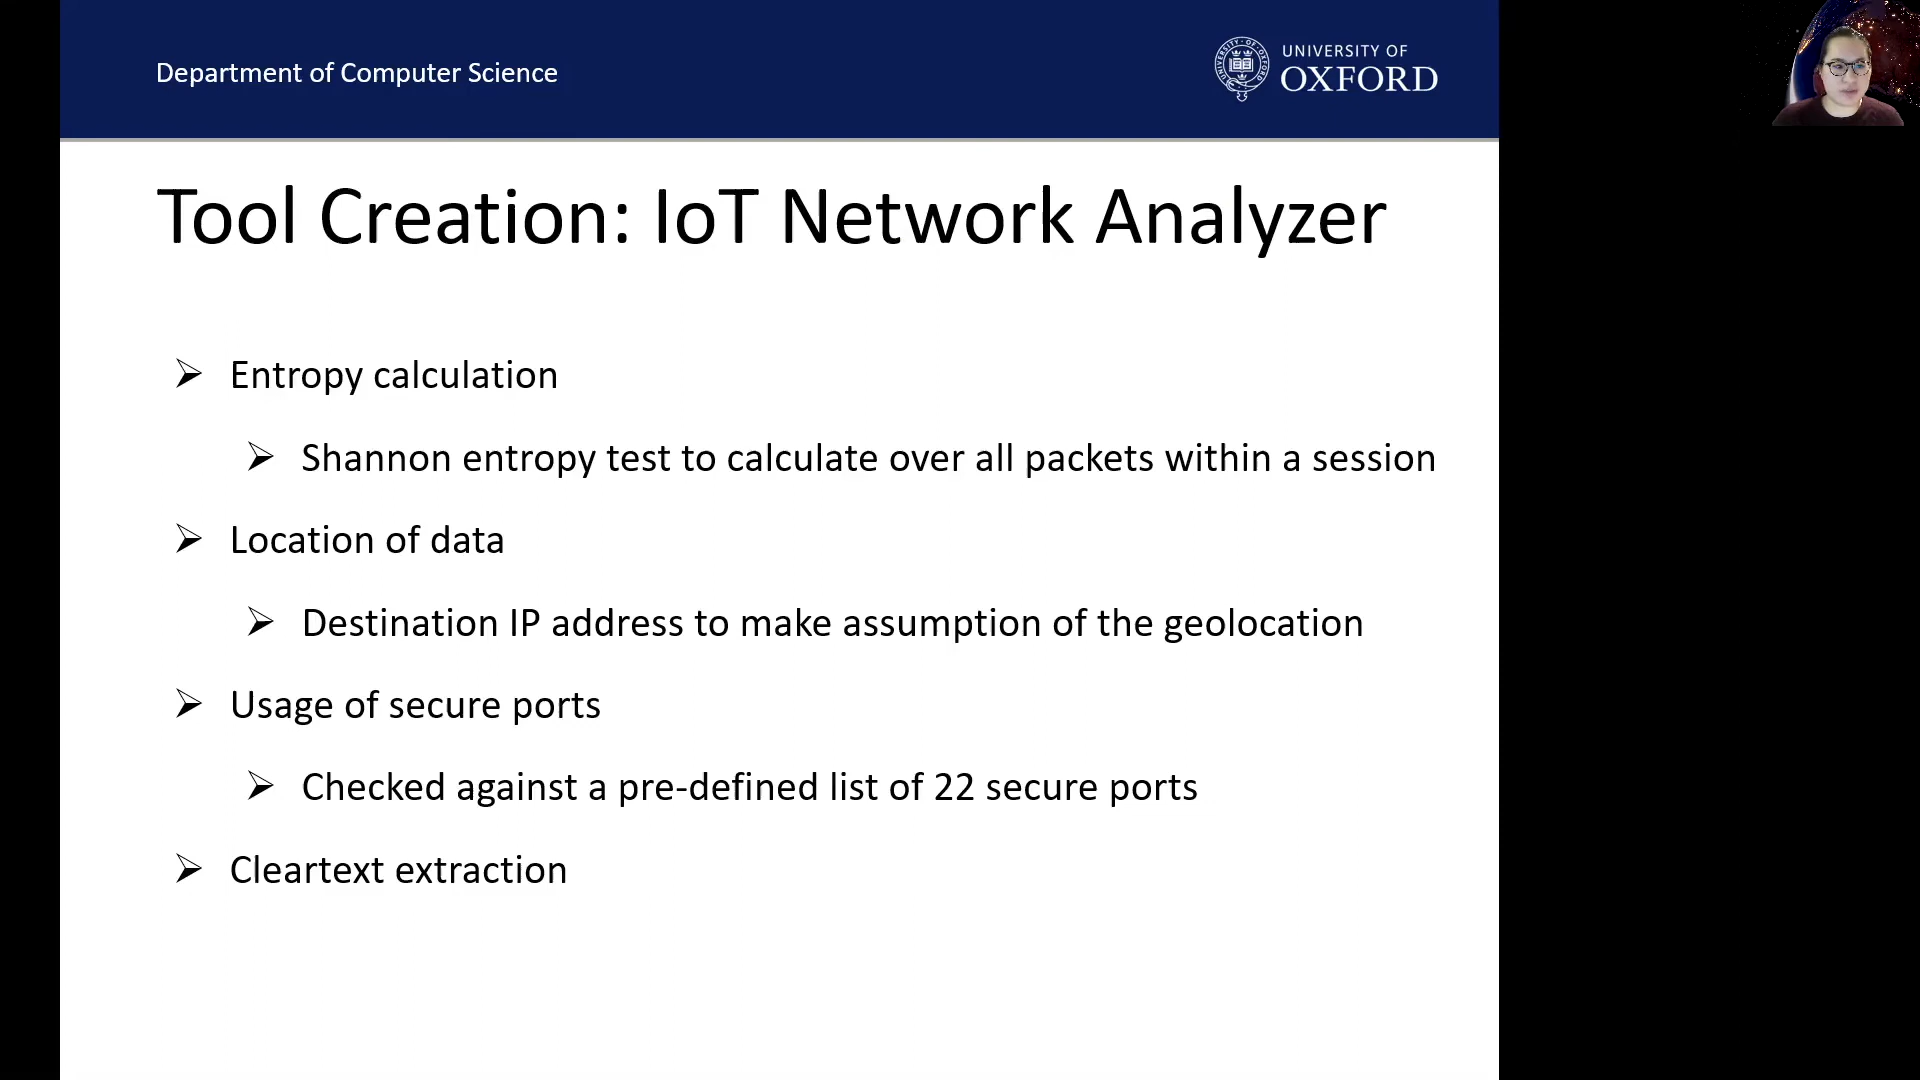 Department of Computer Science
UNIVERSITY OF
OXFORD
Tool Creation: IoT Network Analyzer
Entropy calculation
Shannon entropy test to calculate over all packets within a session
Location of data
Destination IP address to make assumption of the geolocation
Usage of secure ports
Checked against a pre-defined list of 22 secure ports
Cleartext extraction